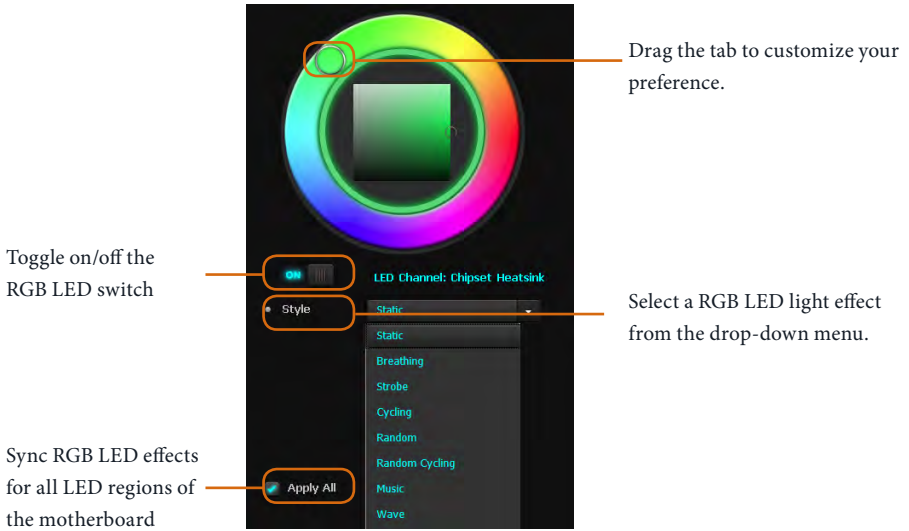 Drag the tab to customize your
preference.
Toggle on/off the
RGB LED switch
ON
LED Channel: Chipset Heatsink
Style
Static
Select a RGB LED light effect
from the drop-down menu.
Static
Breathing
Strobe
Cycling
Random
Random Cycling
Music
Wave
Sync RGB LED effects
for all LED regions of
the motherboard
Apply All